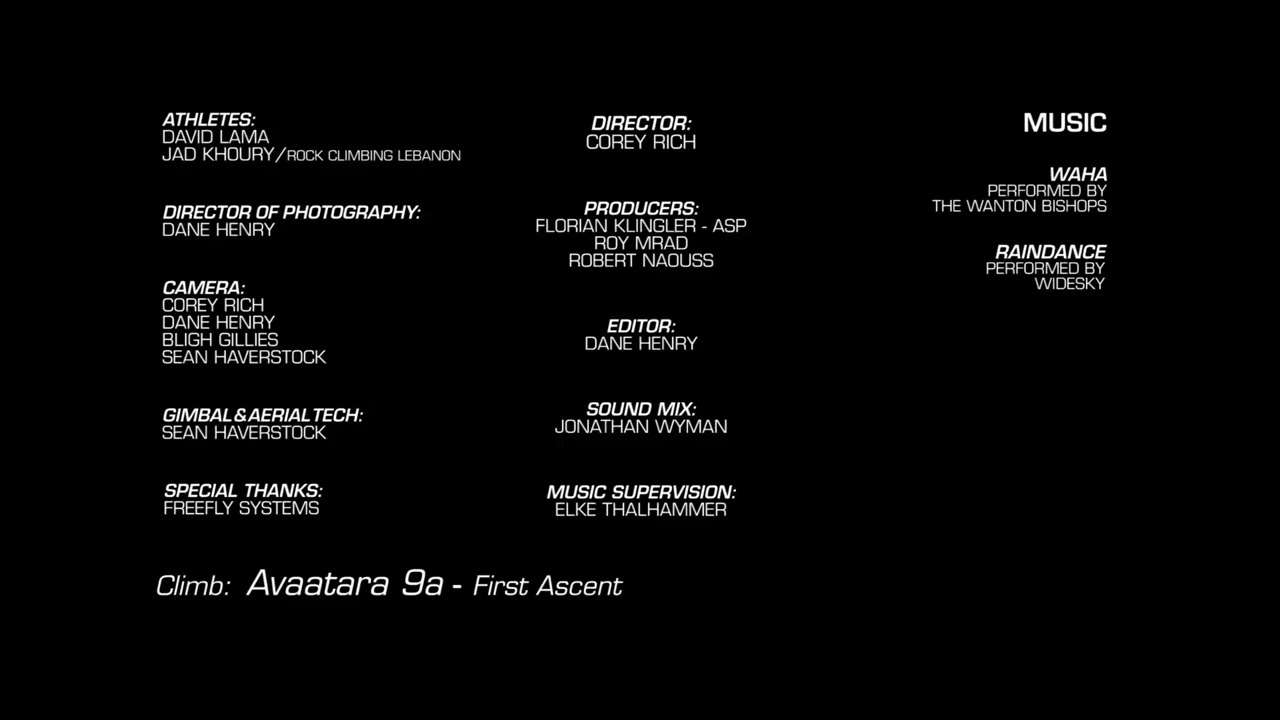 ATHLETES:
DAVID LAMA
JAD KHOURY/ROCK CLIMBING LEBANON
DIRECTOR OF PHOTOGRAPHY:
DANE HENRY
CAMERA:
COREY RICH
DANE HENRY
BLIGH GILLIES
SEAN HAVERSTOCK
GIMBAL & AERIAL TECH:
SEAN HAVERSTOCK
SPECIAL THANKS:
FREEFLY SYSTEMS
DIRECTOR:
COREY RICH
PRODUCERS:
FLORIAN KLINGLER - ASP
ROY MRAD
ROBERT NAOUSS
EDITOR:
DANE HENRY
SOUND MIX:
JONATHAN WYMAN
MUSIC SUPERVISION:
ELKE THALHAMMER
MUSIC
WAHA
PERFORMED BY
THE WANTON BISHOPS
RAINDANCE
PERFORMED BY
WIDESKY
Climb: Avaatara 9a - First Ascent